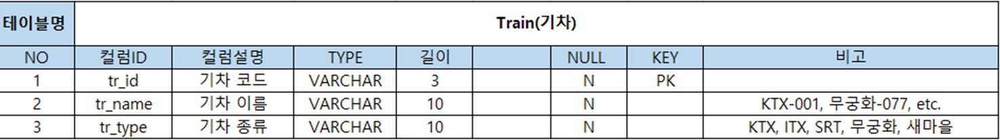 테이블명 Train(기차)
NO 컬럼ID 컬럼설명 TYPE 길이 NULL KEY 비고
1 tr_id 기차 코드 VARCHAR 3 N PK
2 tr_name 기차 이름 VARCHAR 10 N KTX-001, 무궁화-077, etc.
3 tr_type 기차 종류 VARCHAR 10 N KTX, ITX, SRT, 무궁화, 새마을